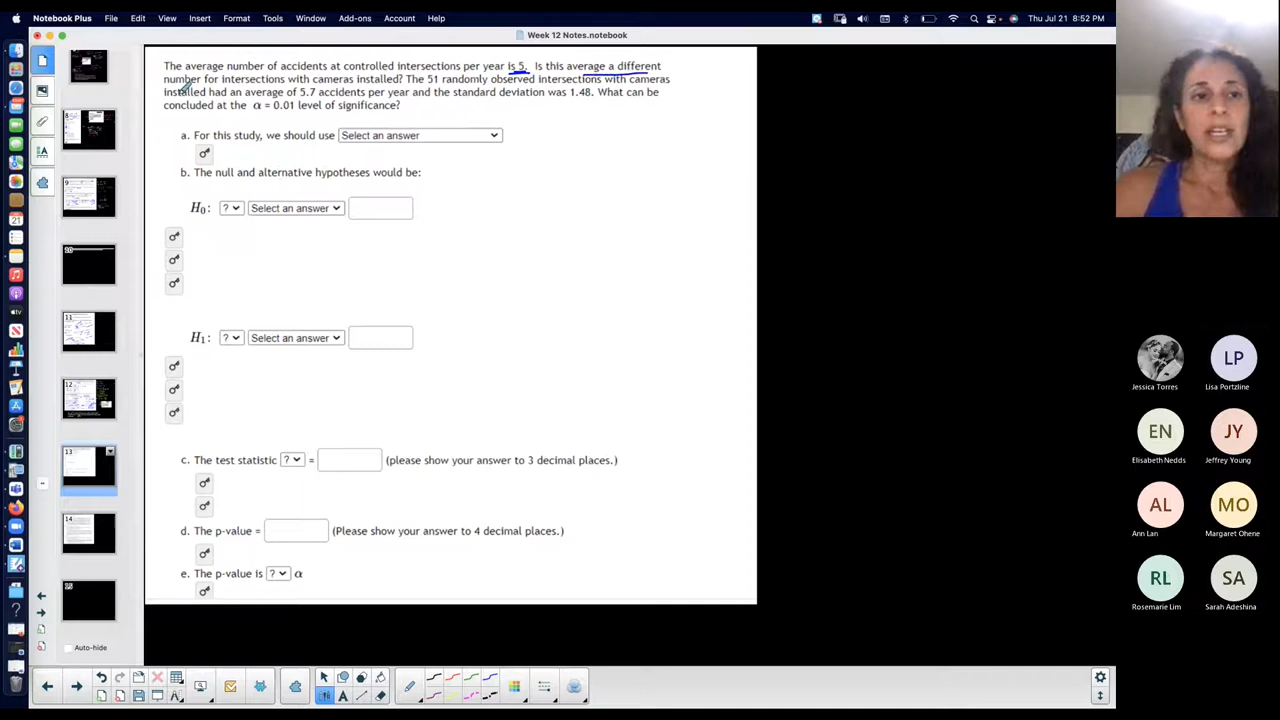 Notebook Plus File Edit View Insert Format Tools Window Add-ons Account Help Thu Jul 21 8:52 PM
Week 12 Notes.notebook
The average number of accidents at controlled intersections per year is 5. Is this average a different
number for intersections with cameras installed? The 51 randomly observed intersections with cameras
installed had an average of 5.7 accidents per year and the standard deviation was 1.48. What can be
concluded at the α = 0.01 level of significance?
a. For this study, we should use Select an answer
b. The null and alternative hypotheses would be:
H0: ? Select an answer
H1: ? Select an answer
c. The test statistic ? = (please show your answer to 3 decimal places.)
d. The p-value = (Please show your answer to 4 decimal places.)
e. The p-value is ? α
8
9
10
11
12
13
14
15
Auto-hide
Jessica Torres
LP
Lisa Portzline
EN
Elisabeth Nedds
JY
Jeffrey Young
AL
Ann Lan
MO
Margaret Ohene
RL
Rosemarie Lim
SA
Sarah Adeshina